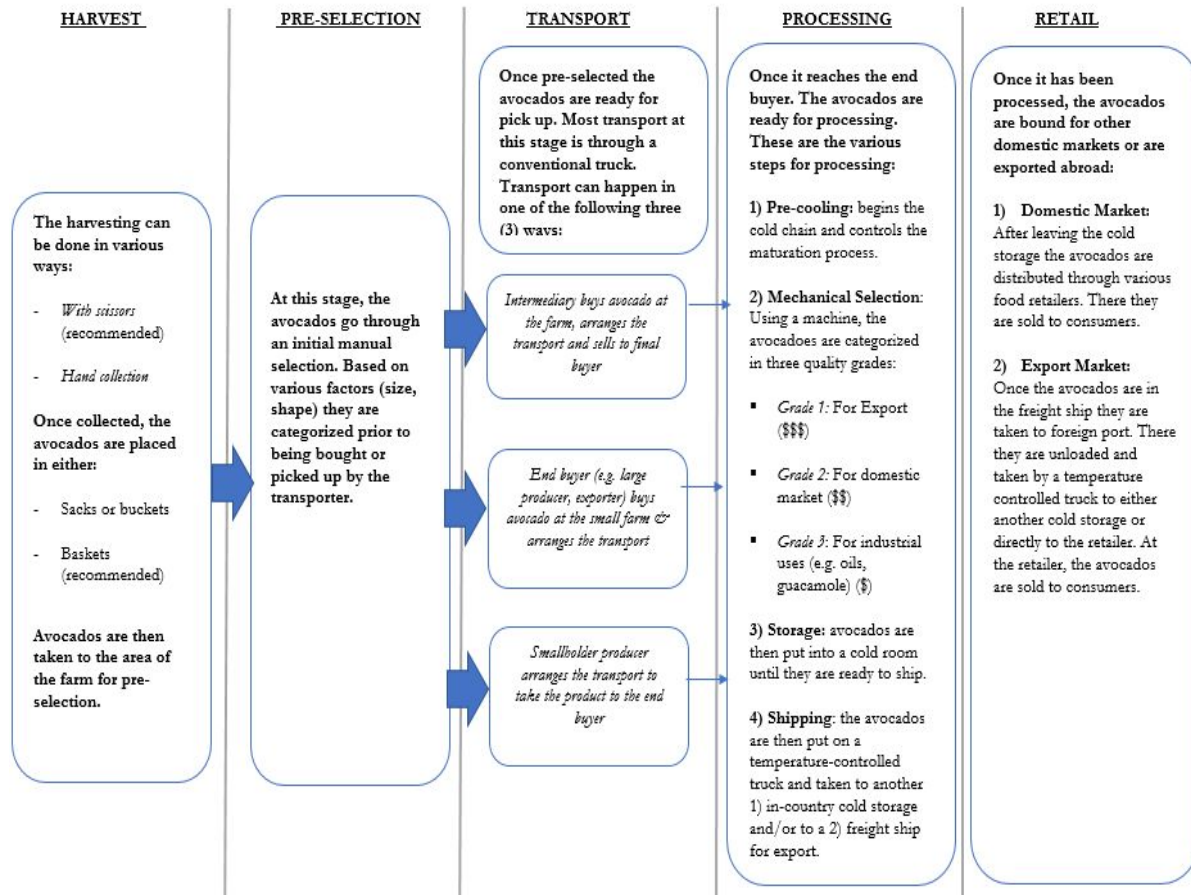 HARVEST
The harvesting can
be done in various
ways:
- With scissors
(recommended)
- Hand collection
Once collected, the
avocados are placed
in either:
- Sacks or buckets
- Baskets
(recommended)
Avocados are then
taken to the area of
the farm for pre-
selection.
PRE-SELECTION
At this stage, the
avocados go through
an initial manual
selection. Based on
various factors (size,
shape) they are
categorized prior to
being bought or
picked up by the
transporter.
TRANSPORT
Once pre-selected the
avocados are ready for
pick up. Most transport at
this stage is through a
conventional truck.
Transport can happen in
one of the following three
(3) ways:
Intermediary buys avocado at
the farm, arranges the
transport and sells to final
buyer
End buyer (e.g. large
producer, exporter) buys
avocado at the small farm &
arranges the transport
Smallholder producer
arranges the transport to
take the product to the end
buyer
PROCESSING
Once it reaches the end
buyer. The avocados are
ready for processing.
These are the various
steps for processing:
1) Pre-cooling: begins the
cold chain and controls the
maturation process.
2) Mechanical Selection:
Using a machine, the
avocadoes are categorized
in three quality grades:
▪ Grade 1: For Export
($$$)
▪ Grade 2: For domestic
market ($$)
▪ Grade 3: For industrial
uses (e.g. oils,
guacamole) ($)
3) Storage: avocados are
then put into a cold room
until they are ready to ship.
4) Shipping: the avocados
are then put on a
temperature-controlled
truck and taken to another
1) in-country cold storage
and/or to a 2) freight ship
for export.
RETAIL
Once it has been
processed, the avocados
are bound for other
domestic markets or are
exported abroad:
1) Domestic Market:
After leaving the cold
storage the avocados are
distributed through various
food retailers. There they
are sold to consumers.
2) Export Market:
Once the avocados are in
the freight ship they are
taken to foreign port. There
they are unloaded and
taken by a temperature
controlled truck to either
another cold storage or
directly to the retailer. At
the retailer, the avocados
are sold to consumers.